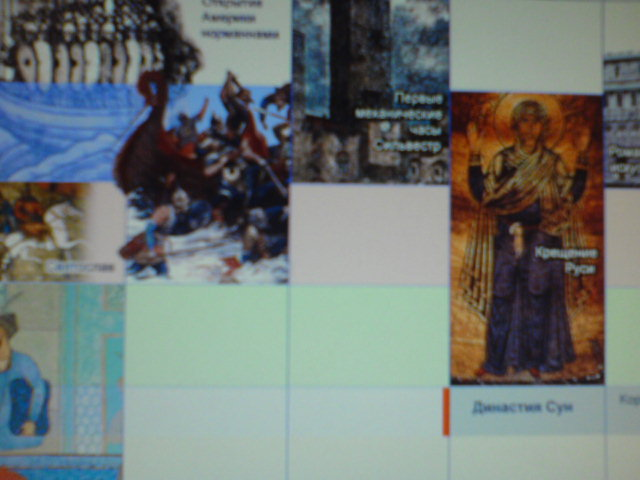 Открытие
Америки
норманнами
Первые
механические
часы
Сильвестр
Святослав
Крещение
Руси
Династия Сун